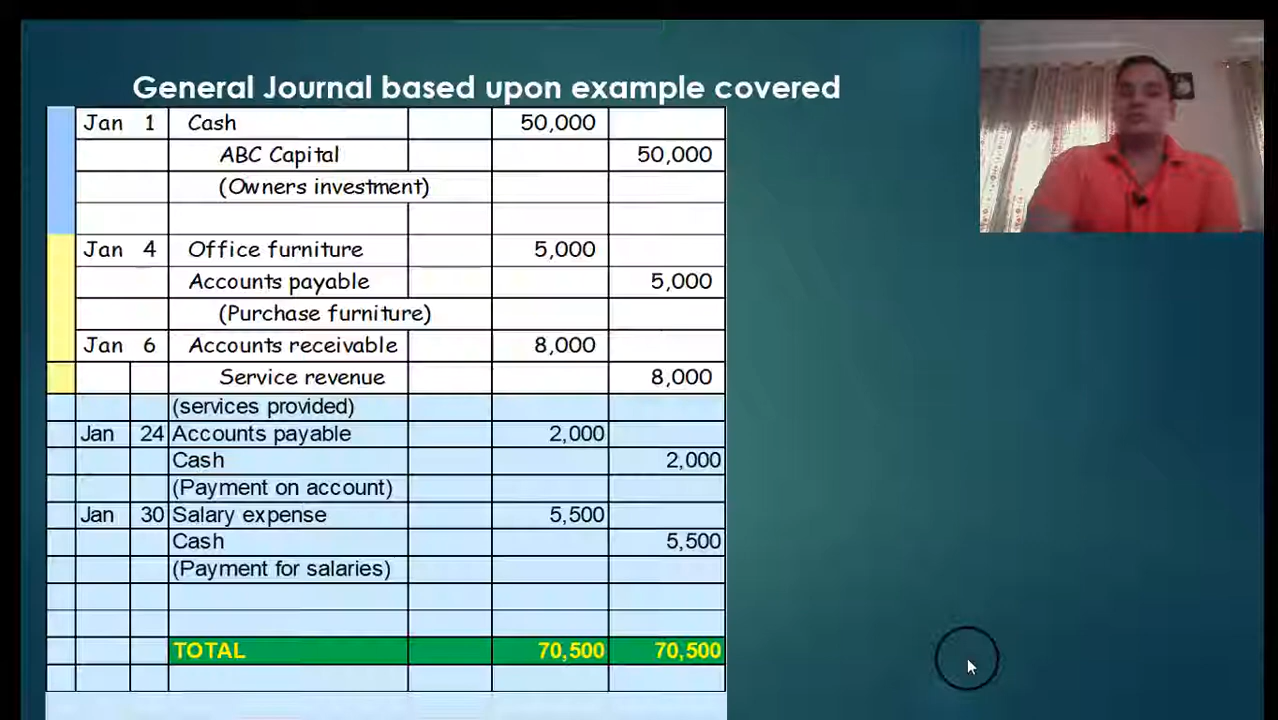 General Journal based upon example covered
Jan 1 Cash 50,000
ABC Capital 50,000
(Owners investment)
Jan 4 Office furniture 5,000
Accounts payable 5,000
(Purchase furniture)
Jan 6 Accounts receivable 8,000
Service revenue 8,000
(services provided)
Jan 24 Accounts payable 2,000
Cash 2,000
(Payment on account)
Jan 30 Salary expense 5,500
Cash 5,500
(Payment for salaries)
TOTAL 70,500 70,500